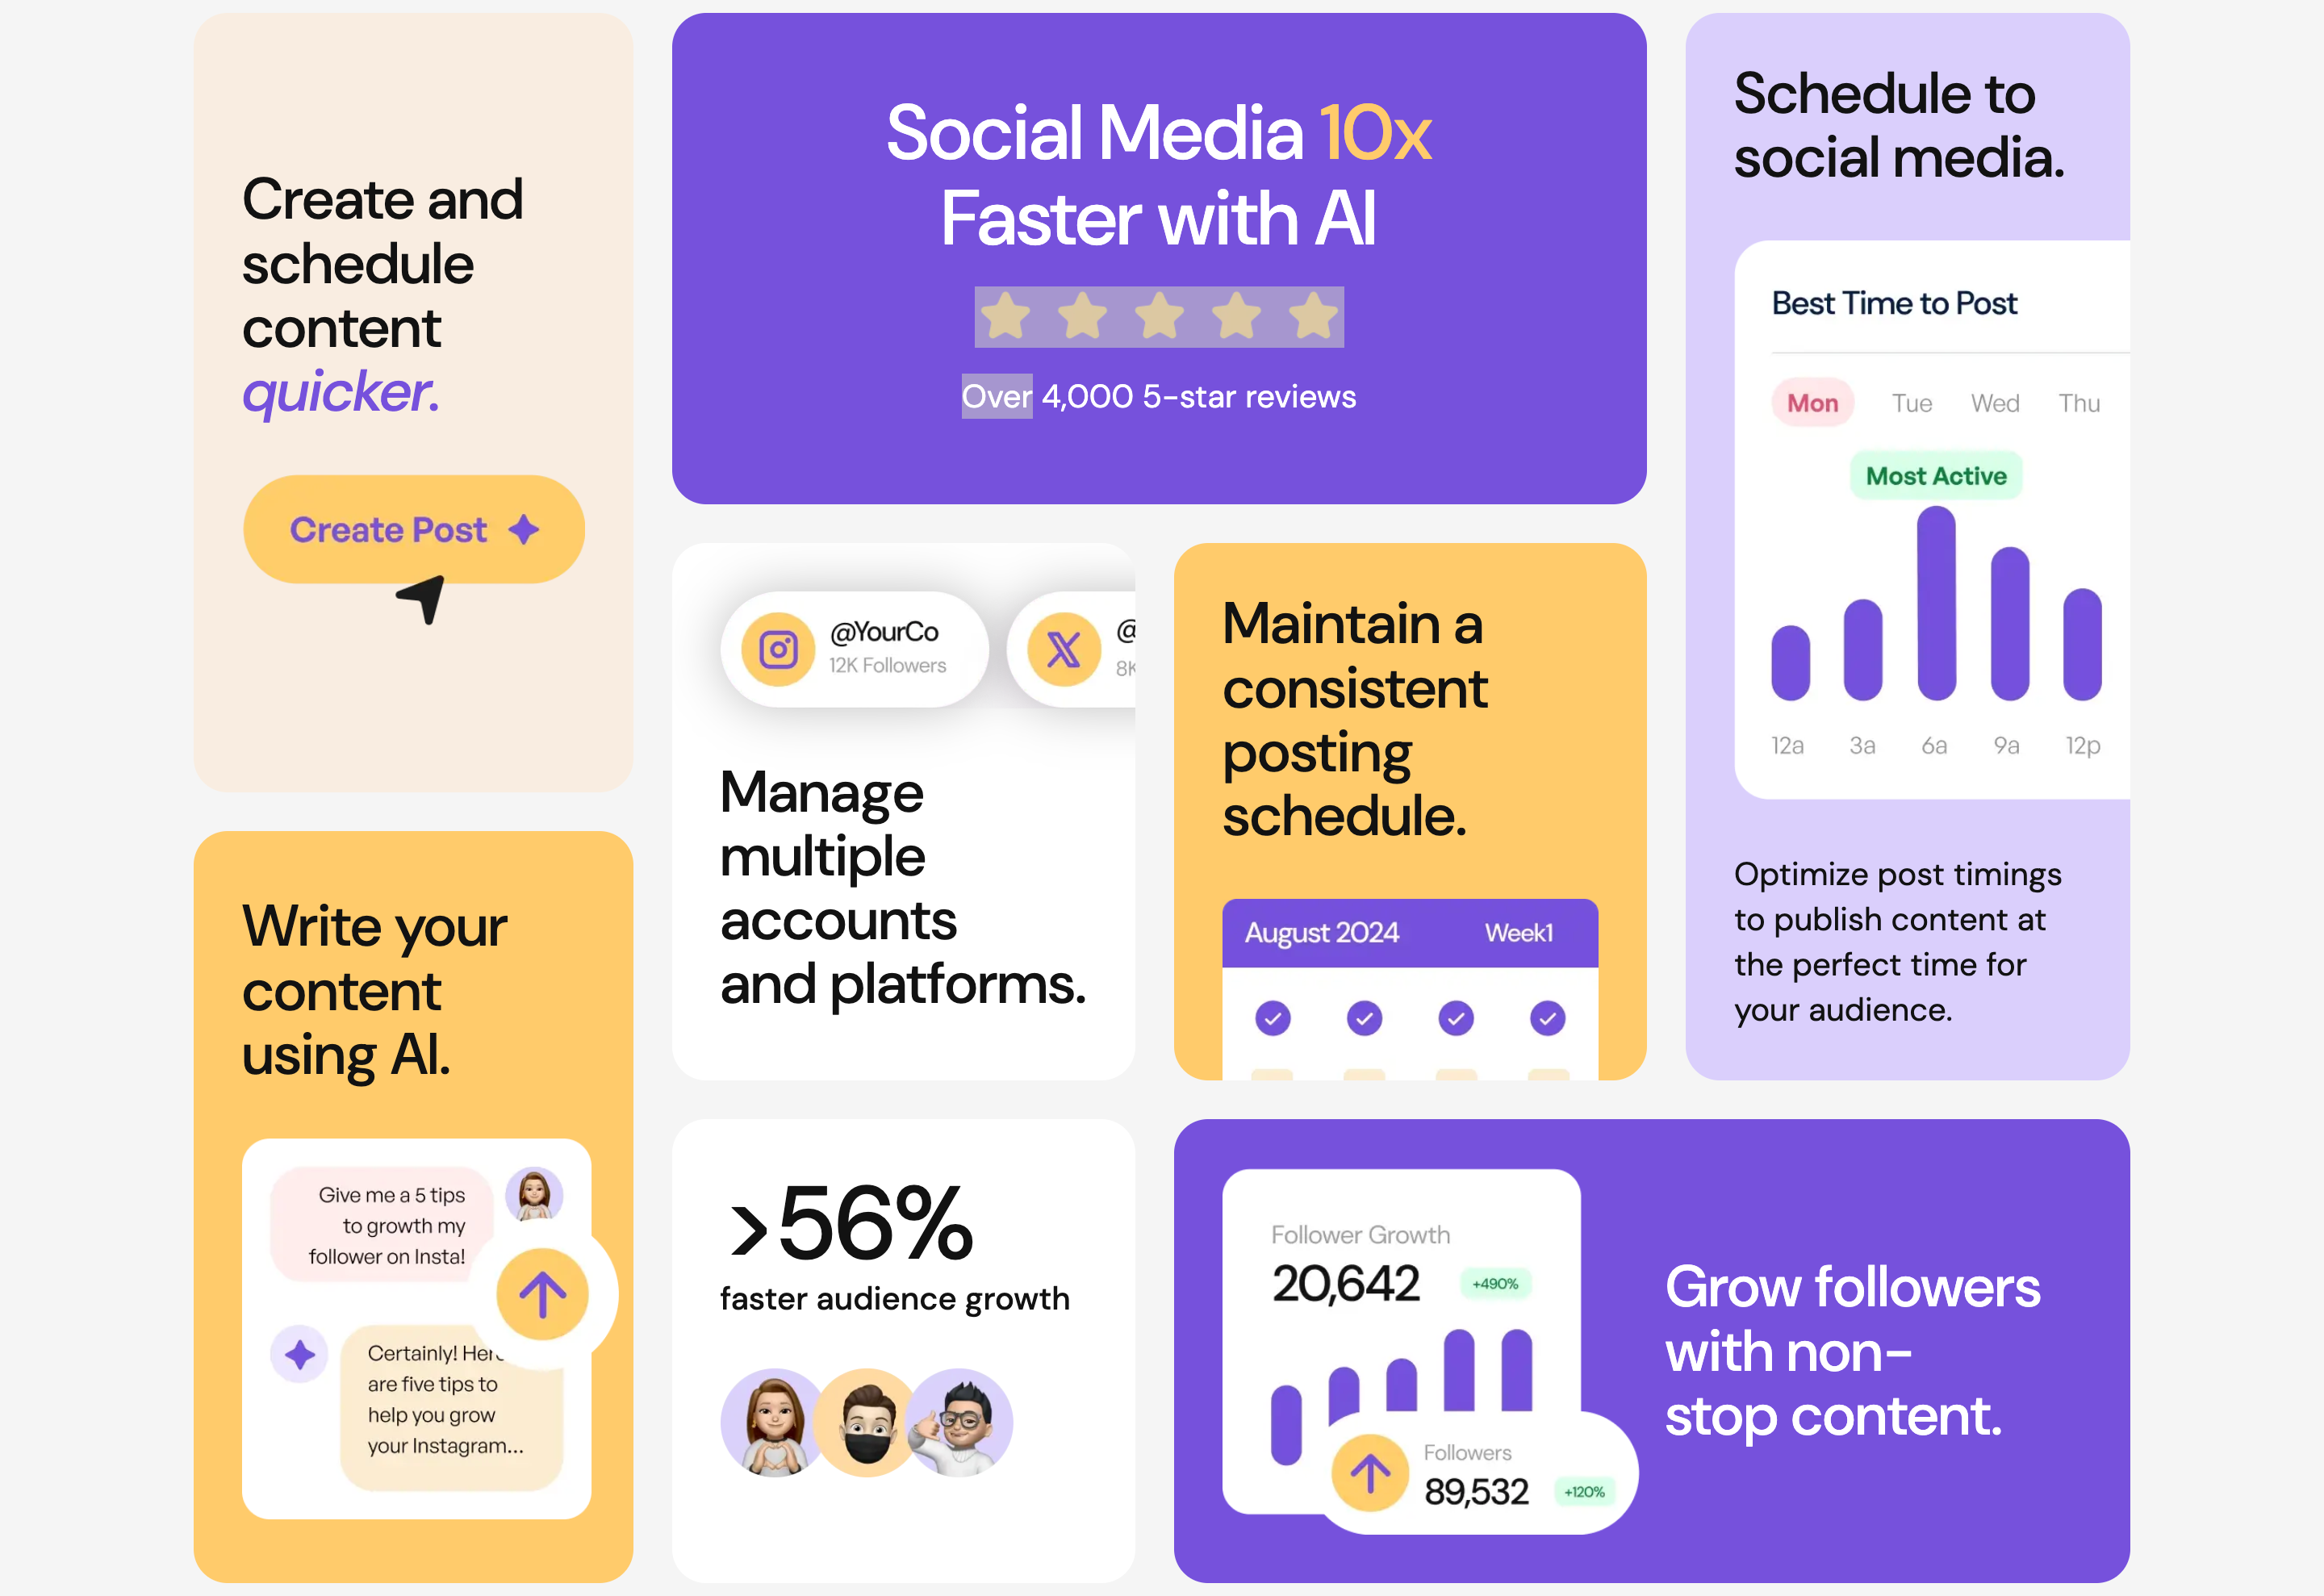 Create and
schedule
content
quicker.
Create Post
Social Media 10x
Faster with AI
Over 4,000 5-star reviews
Schedule to
social media.
Best Time to Post
Mon Tue Wed Thu
Most Active
12a 3a 6a 9a 12p
Optimize post timings
to publish content at
the perfect time for
your audience.
@YourCo
12K Followers
@
8K
Manage
multiple
accounts
and platforms.
Maintain a
consistent
posting
schedule.
August 2024 Week1
Write your
content
using AI.
Give me a 5 tips
to growth my
follower on Insta!
Certainly! Here
are five tips to
help you grow
your Instagram...
>56%
faster audience growth
Follower Growth
20,642 +490%
Followers
89,532 +120%
Grow followers
with non-
stop content.